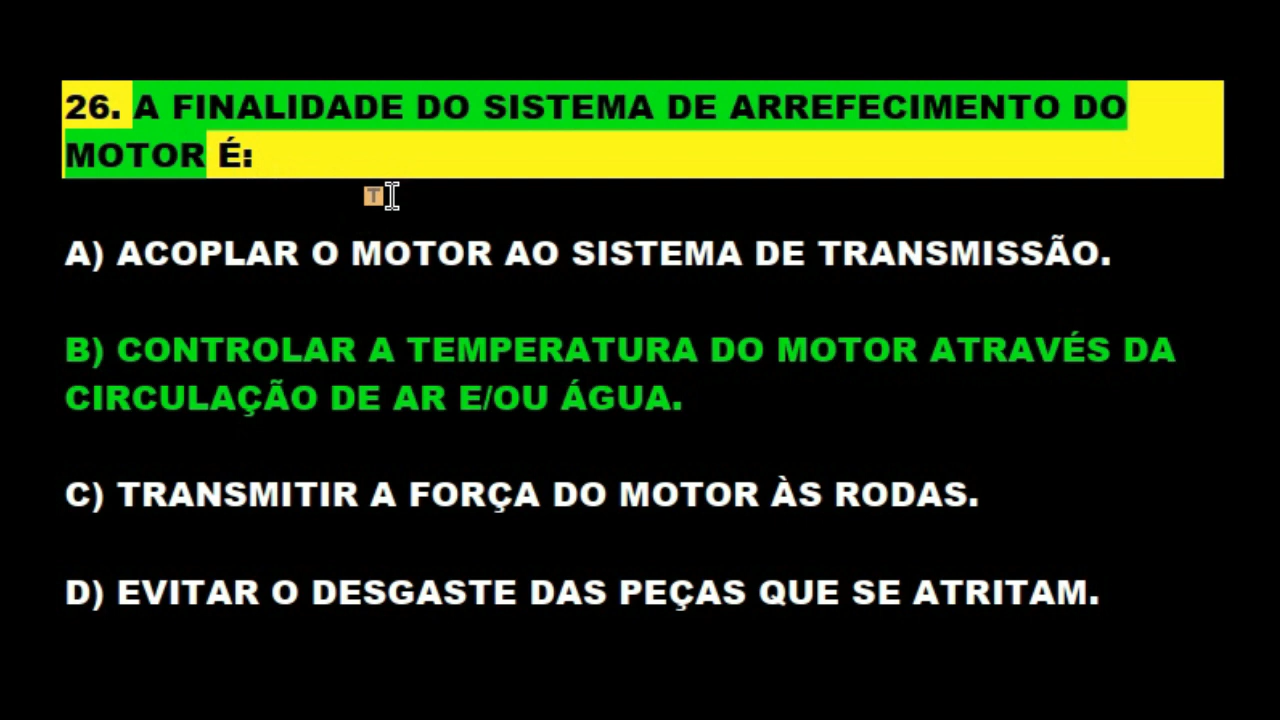 26. A FINALIDADE DO SISTEMA DE ARREFECIMENTO DO
MOTOR É:
T
A) ACOPLAR O MOTOR AO SISTEMA DE TRANSMISSÃO.
B) CONTROLAR A TEMPERATURA DO MOTOR ATRAVÉS DA
CIRCULAÇÃO DE AR E/OU ÁGUA.
C) TRANSMITIR A FORÇA DO MOTOR ÀS RODAS.
D) EVITAR O DESGASTE DAS PEÇAS QUE SE ATRITAM.